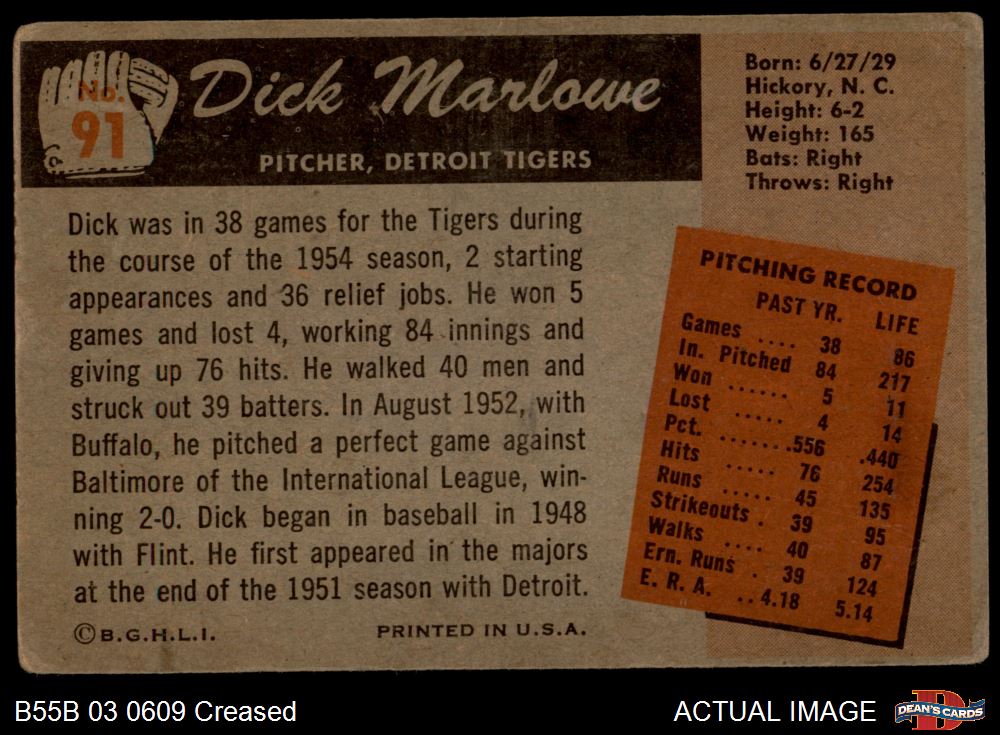 No.
91
Dick Marlowe
PITCHER, DETROIT TIGERS
Born: 6/27/29
Hickory, N. C.
Height: 6-2
Weight: 165
Bats: Right
Throws: Right
Dick was in 38 games for the Tigers during
the course of the 1954 season, 2 starting
appearances and 36 relief jobs. He won 5
games and lost 4, working 84 innings and
giving up 76 hits. He walked 40 men and
struck out 39 batters. In August 1952, with
Buffalo, he pitched a perfect game against
Baltimore of the International League, win-
ning 2-0. Dick began in baseball in 1948
with Flint. He first appeared in the majors
at the end of the 1951 season with Detroit.
©B.G.H.L.I.
PRINTED IN U.S.A.
PITCHING RECORD
PAST YR. LIFE
Games .... 38 86
In. Pitched 84 217
Won ...... 5 11
Lost ..... 4 14
Pct. .......556 .440
Hits ..... 76 254
Runs ..... 45 135
Strikeouts . 39 95
Walks .... 40 87
Ern. Runs . 39 124
E. R. A. ..4.18 5.14
B55B 03 0609 Creased
ACTUAL IMAGE
DEAN'S CARDS